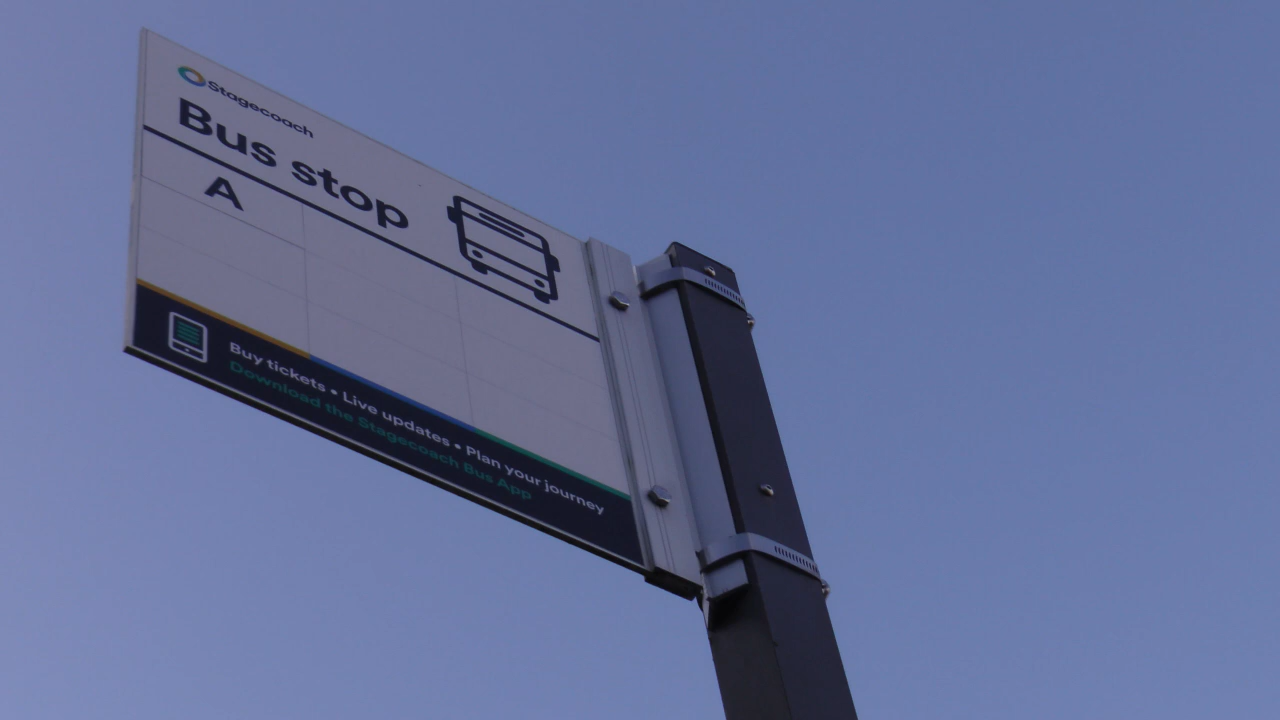 Stagecoach
Bus stop
A
Buy tickets • Live updates • Plan your journey
Download the Stagecoach Bus App